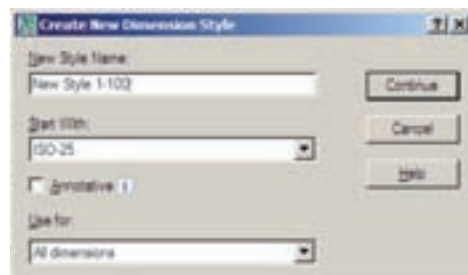 Create New Dimension Style
New Style Name:
New Style 1-100
Continue
Start With:
Cancel
ISO-25
Annotative
Help
Use for:
All dimensions